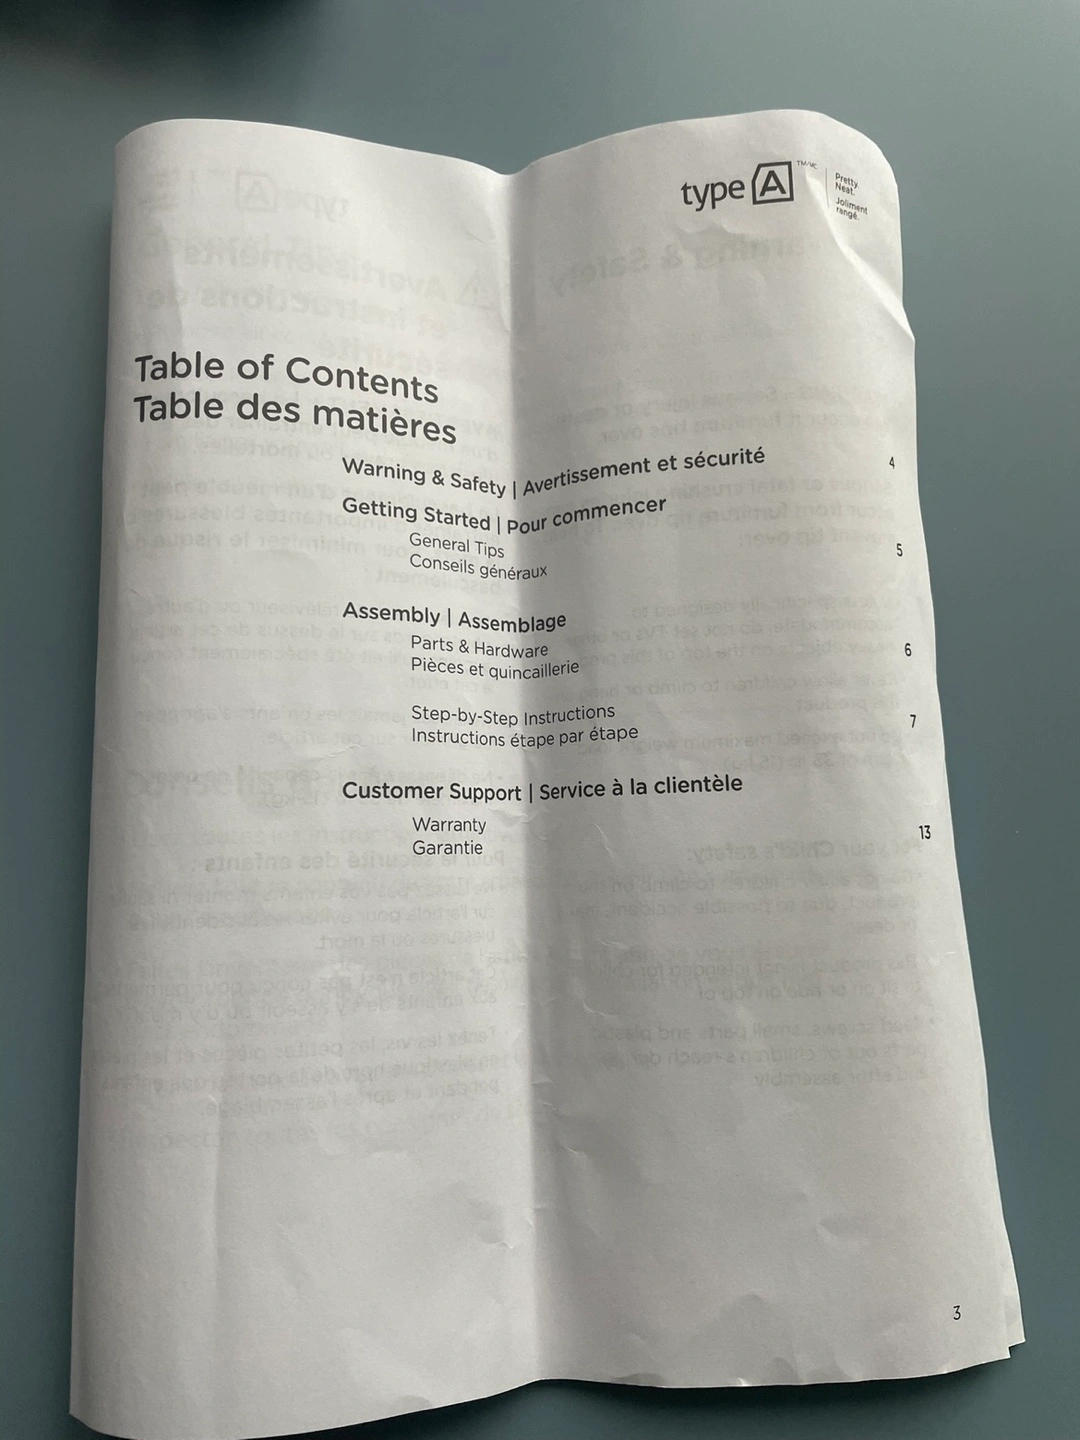 type A TM/MC
Pretty
Neat.
Joliment
rangé.
Table of Contents
Table des matières
Warning & Safety | Avertissement et sécurité 4
Getting Started | Pour commencer
General Tips 5
Conseils généraux
Assembly | Assemblage
Parts & Hardware 6
Pièces et quincaillerie
Step-by-Step Instructions 7
Instructions étape par étape
Customer Support | Service à la clientèle
Warranty 13
Garantie
3